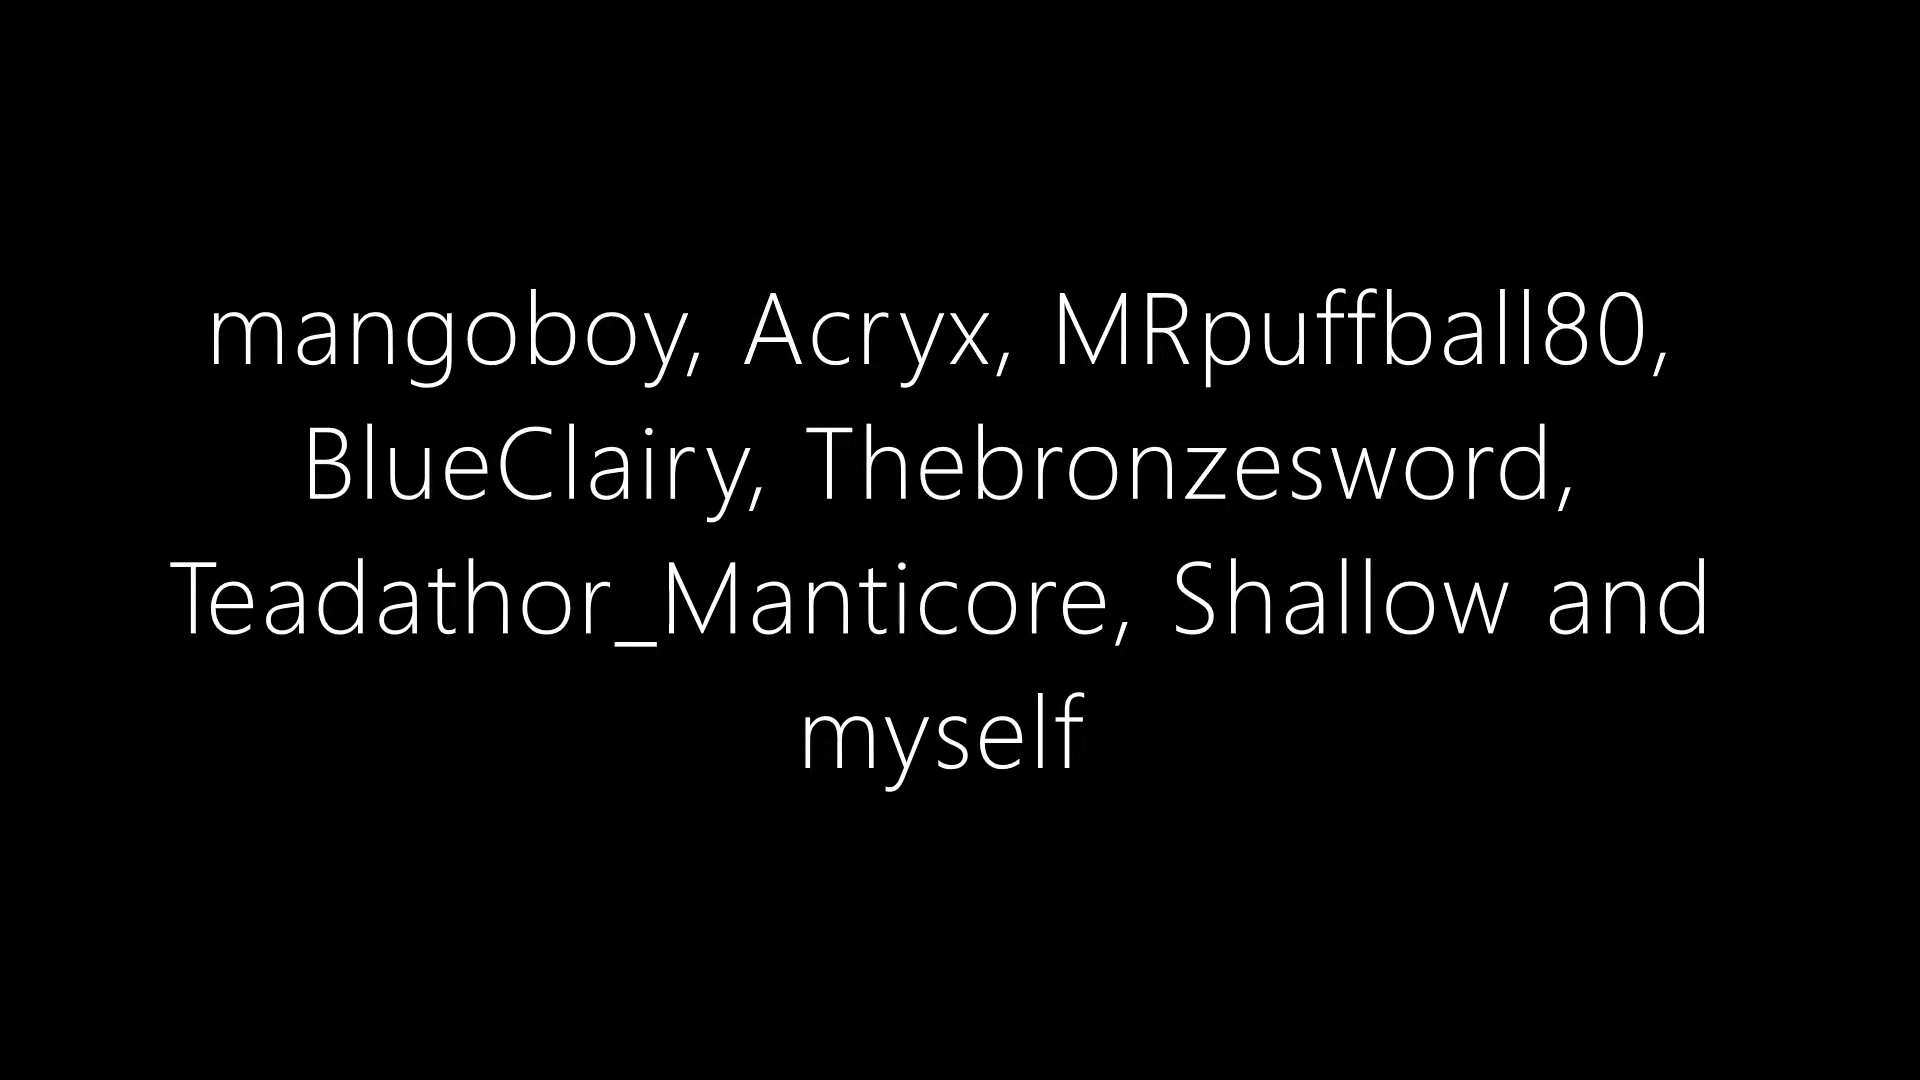 mangoboy, Acryx, MRpuffball80,
BlueClairy, Thebronzesword,
Teadathor_Manticore, Shallow and
myself